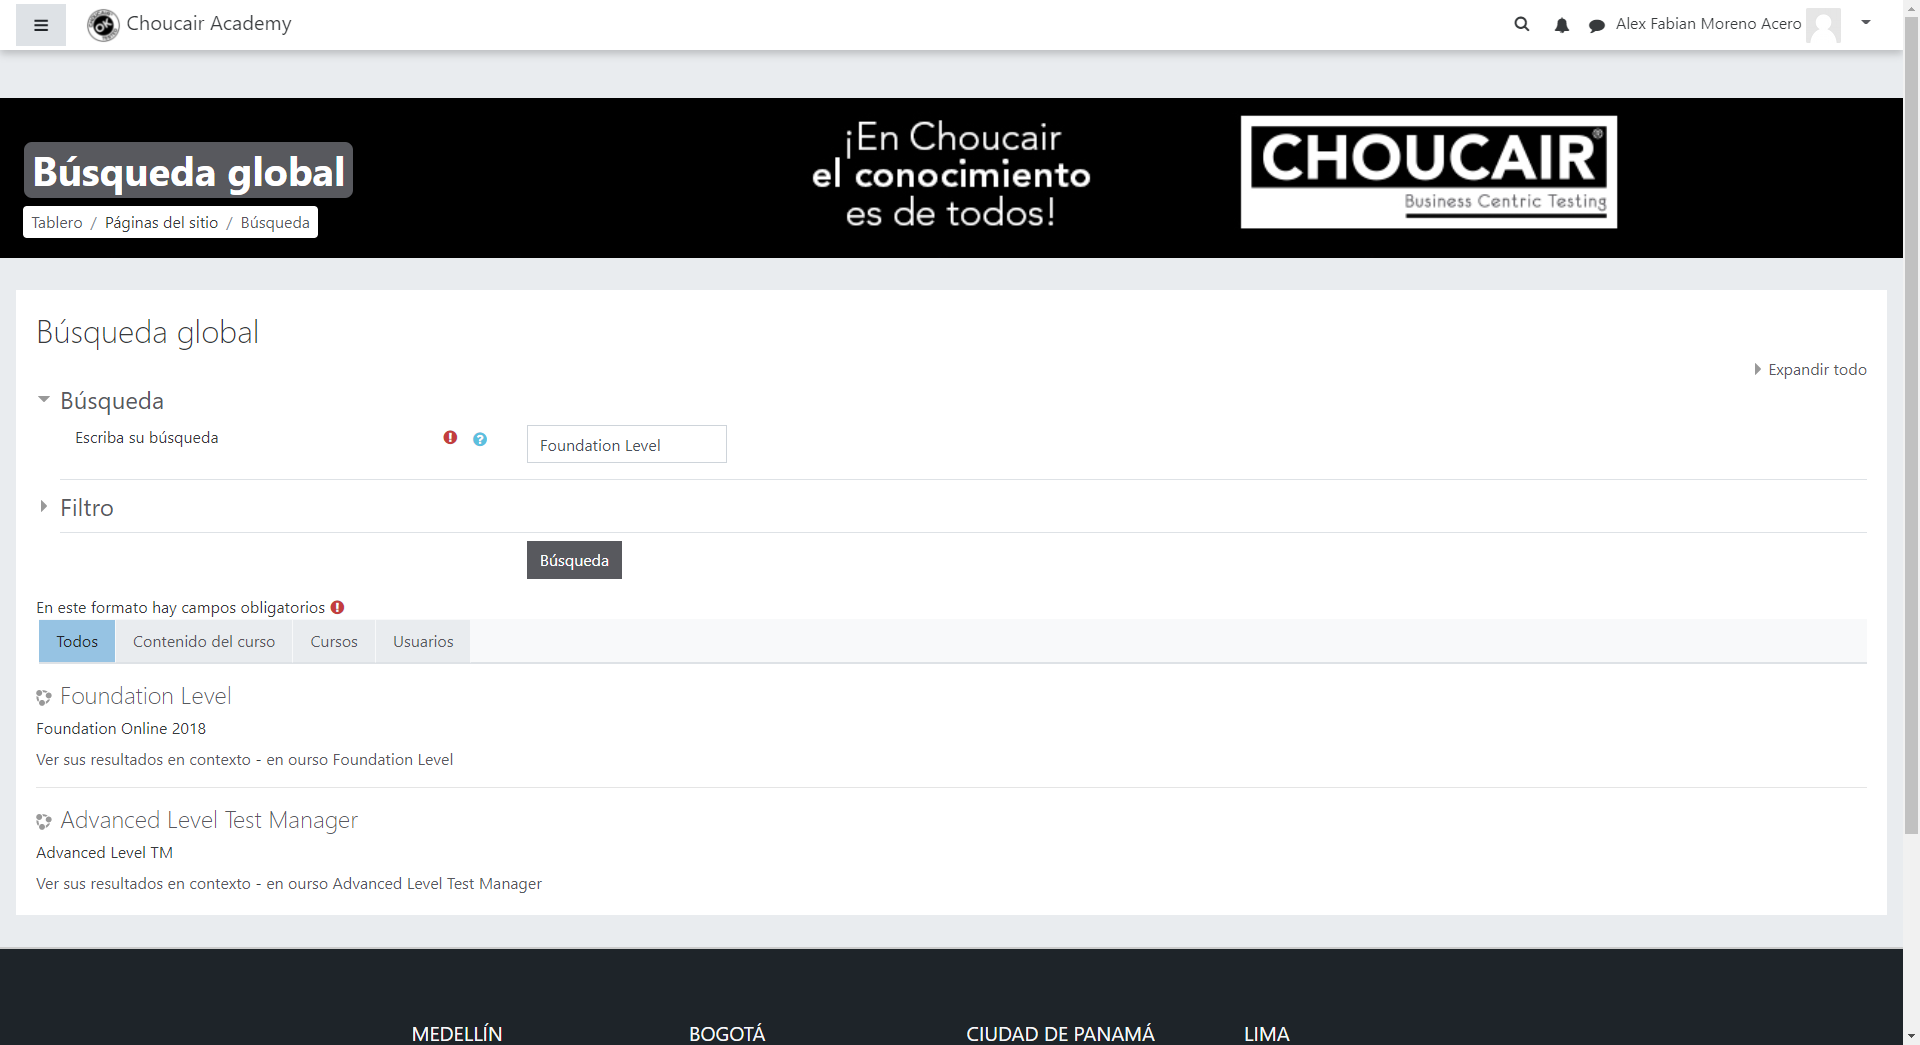 Choucair Academy
Alex Fabian Moreno Acero
¡En Choucair
el conocimiento
es de todos!
CHOUCAIR®
Business Centric Testing
Búsqueda global
Tablero / Páginas del sitio / Búsqueda
Búsqueda global
Expandir todo
Búsqueda
Escriba su búsqueda
Foundation Level
Filtro
Búsqueda
En este formato hay campos obligatorios
Todos Contenido del curso Cursos Usuarios
Foundation Level
Foundation Online 2018
Ver sus resultados en contexto - en ourso Foundation Level
Advanced Level Test Manager
Advanced Level TM
Ver sus resultados en contexto - en ourso Advanced Level Test Manager
MEDELLÍN BOGOTÁ CIUDAD DE PANAMÁ LIMA